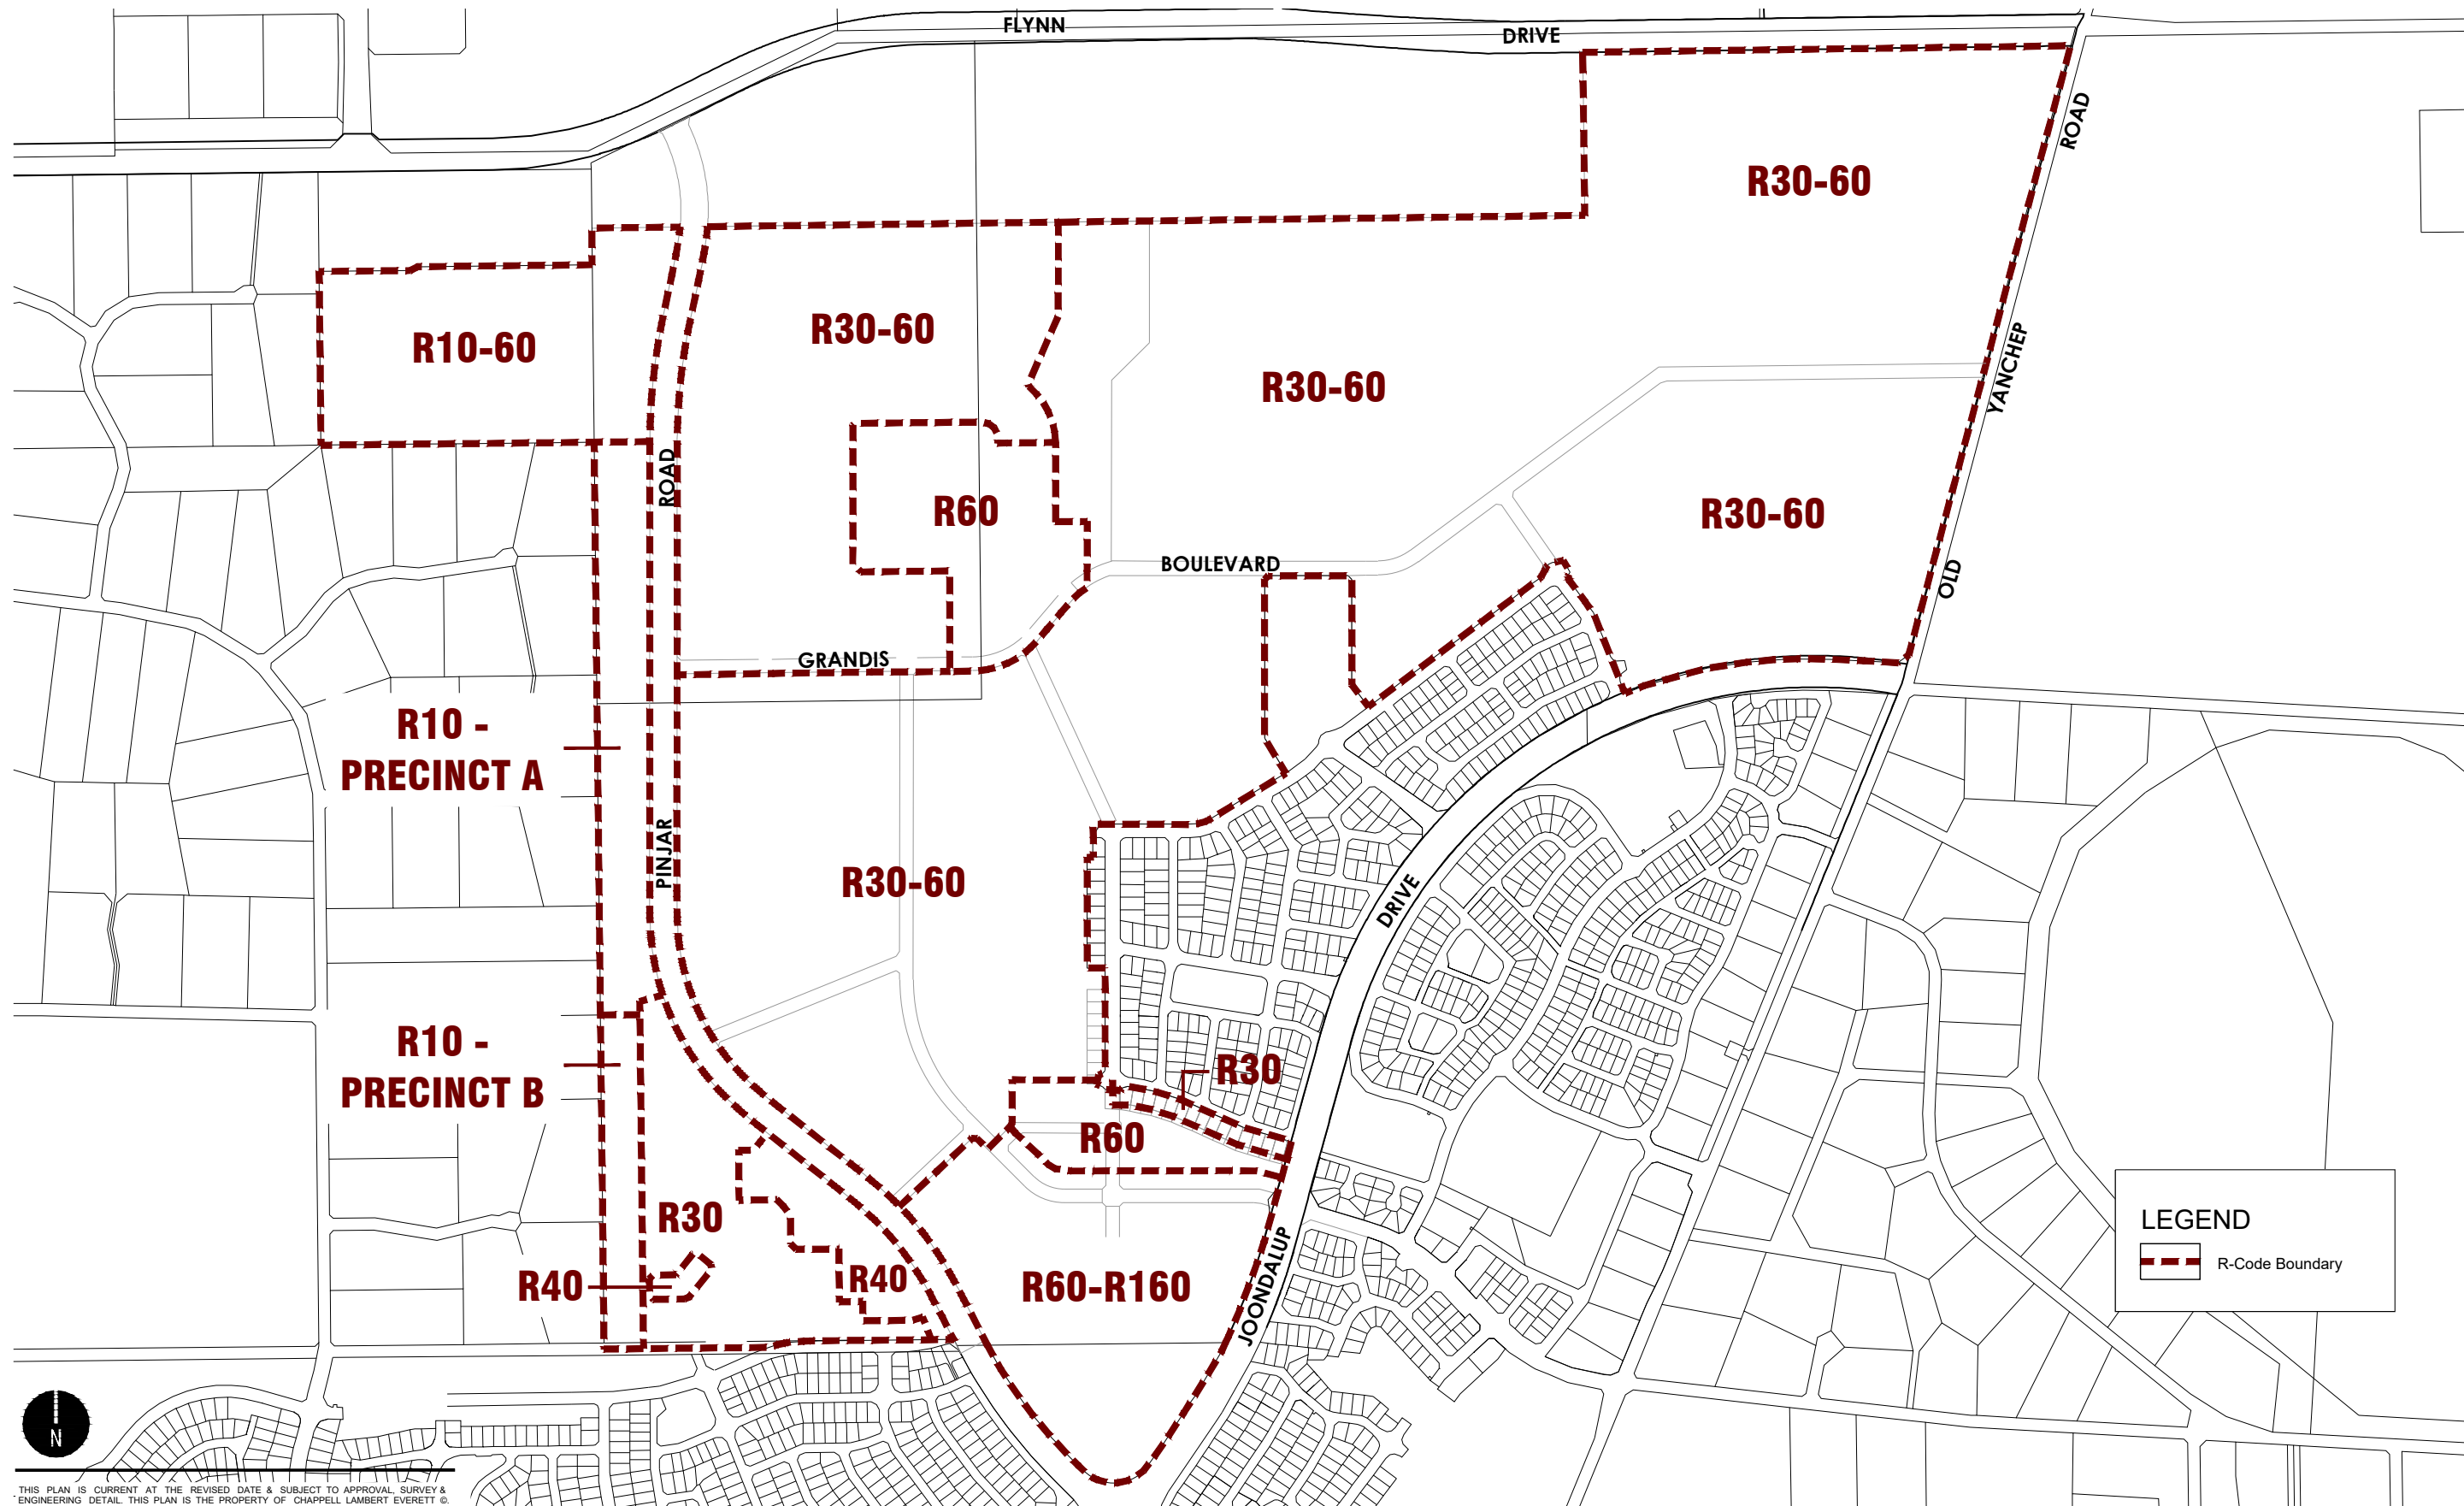 FLYNN
DRIVE
ROAD
R30-60
R10-60
R30-60
R30-60
YANCHEP
ROAD
R60
R30-60
BOULEVARD
OLD
GRANDIS
R10 -
PRECINCT A
PINJAR
R30-60
DRIVE
R10 -
PRECINCT B
R30
R60
R30
R40
R40
R60-R160
JOONDALUP
LEGEND
R-Code Boundary
N
THIS PLAN IS CURRENT AT THE REVISED DATE & SUBJECT TO APPROVAL, SURVEY &
ENGINEERING DETAIL. THIS PLAN IS THE PROPERTY OF CHAPPELL LAMBERT EVERETT ©.